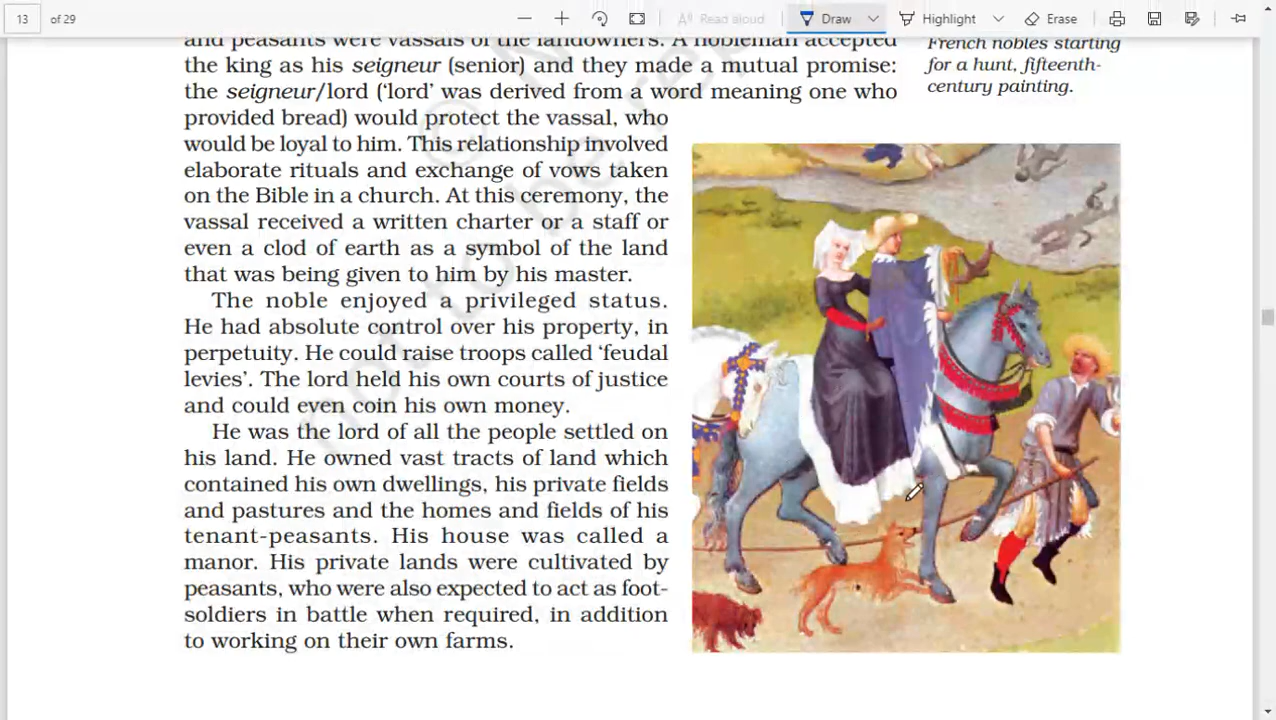 13 of 29
Read aloud
Draw
Highlight
Erase
and peasants were vassals of the landowners. A nobleman accepted
the king as his seigneur (senior) and they made a mutual promise:
the seigneur/lord (‘lord’ was derived from a word meaning one who
provided bread) would protect the vassal, who
would be loyal to him. This relationship involved
elaborate rituals and exchange of vows taken
on the Bible in a church. At this ceremony, the
vassal received a written charter or a staff or
even a clod of earth as a symbol of the land
that was being given to him by his master.
The noble enjoyed a privileged status.
He had absolute control over his property, in
perpetuity. He could raise troops called ‘feudal
levies’. The lord held his own courts of justice
and could even coin his own money.
He was the lord of all the people settled on
his land. He owned vast tracts of land which
contained his own dwellings, his private fields
and pastures and the homes and fields of his
tenant-peasants. His house was called a
manor. His private lands were cultivated by
peasants, who were also expected to act as foot-
soldiers in battle when required, in addition
to working on their own farms.
French nobles starting
for a hunt, fifteenth-
century painting.
© N
not to be rep